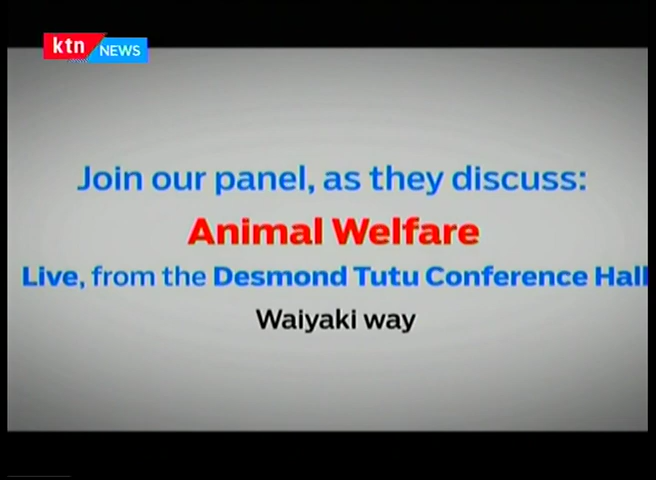 ktn NEWS
Join our panel, as they discuss:
Animal Welfare
Live, from the Desmond Tutu Conference Hall
Waiyaki way